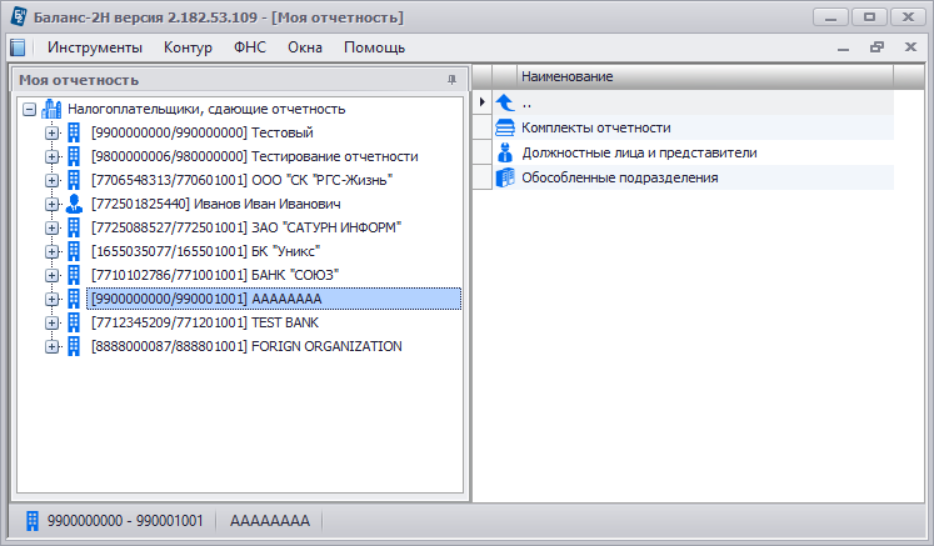 Баланс-2Н версия 2.182.53.109 - [Моя отчетность]
Инструменты Контур ФНС Окна Помощь
Моя отчетность
Налогоплательщики, сдающие отчетность
[9900000000/990000000] Тестовый
[9800000006/980000000] Тестирование отчетности
[7706548313/770601001] ООО "СК "РГС-Жизнь"
[772501825440] Иванов Иван Иванович
[7725088527/772501001] ЗАО "САТУРН ИНФОРМ"
[1655035077/165501001] БК "Уникс"
[7710102786/771001001] БАНК "СОЮЗ"
[9900000000/990001001] АААААААА
[7712345209/771201001] TEST BANK
[8888000087/888801001] FORIGN ORGANIZATION
Наименование
..
Комплекты отчетности
Должностные лица и представители
Обособленные подразделения
9900000000 - 990001001 АААААААА